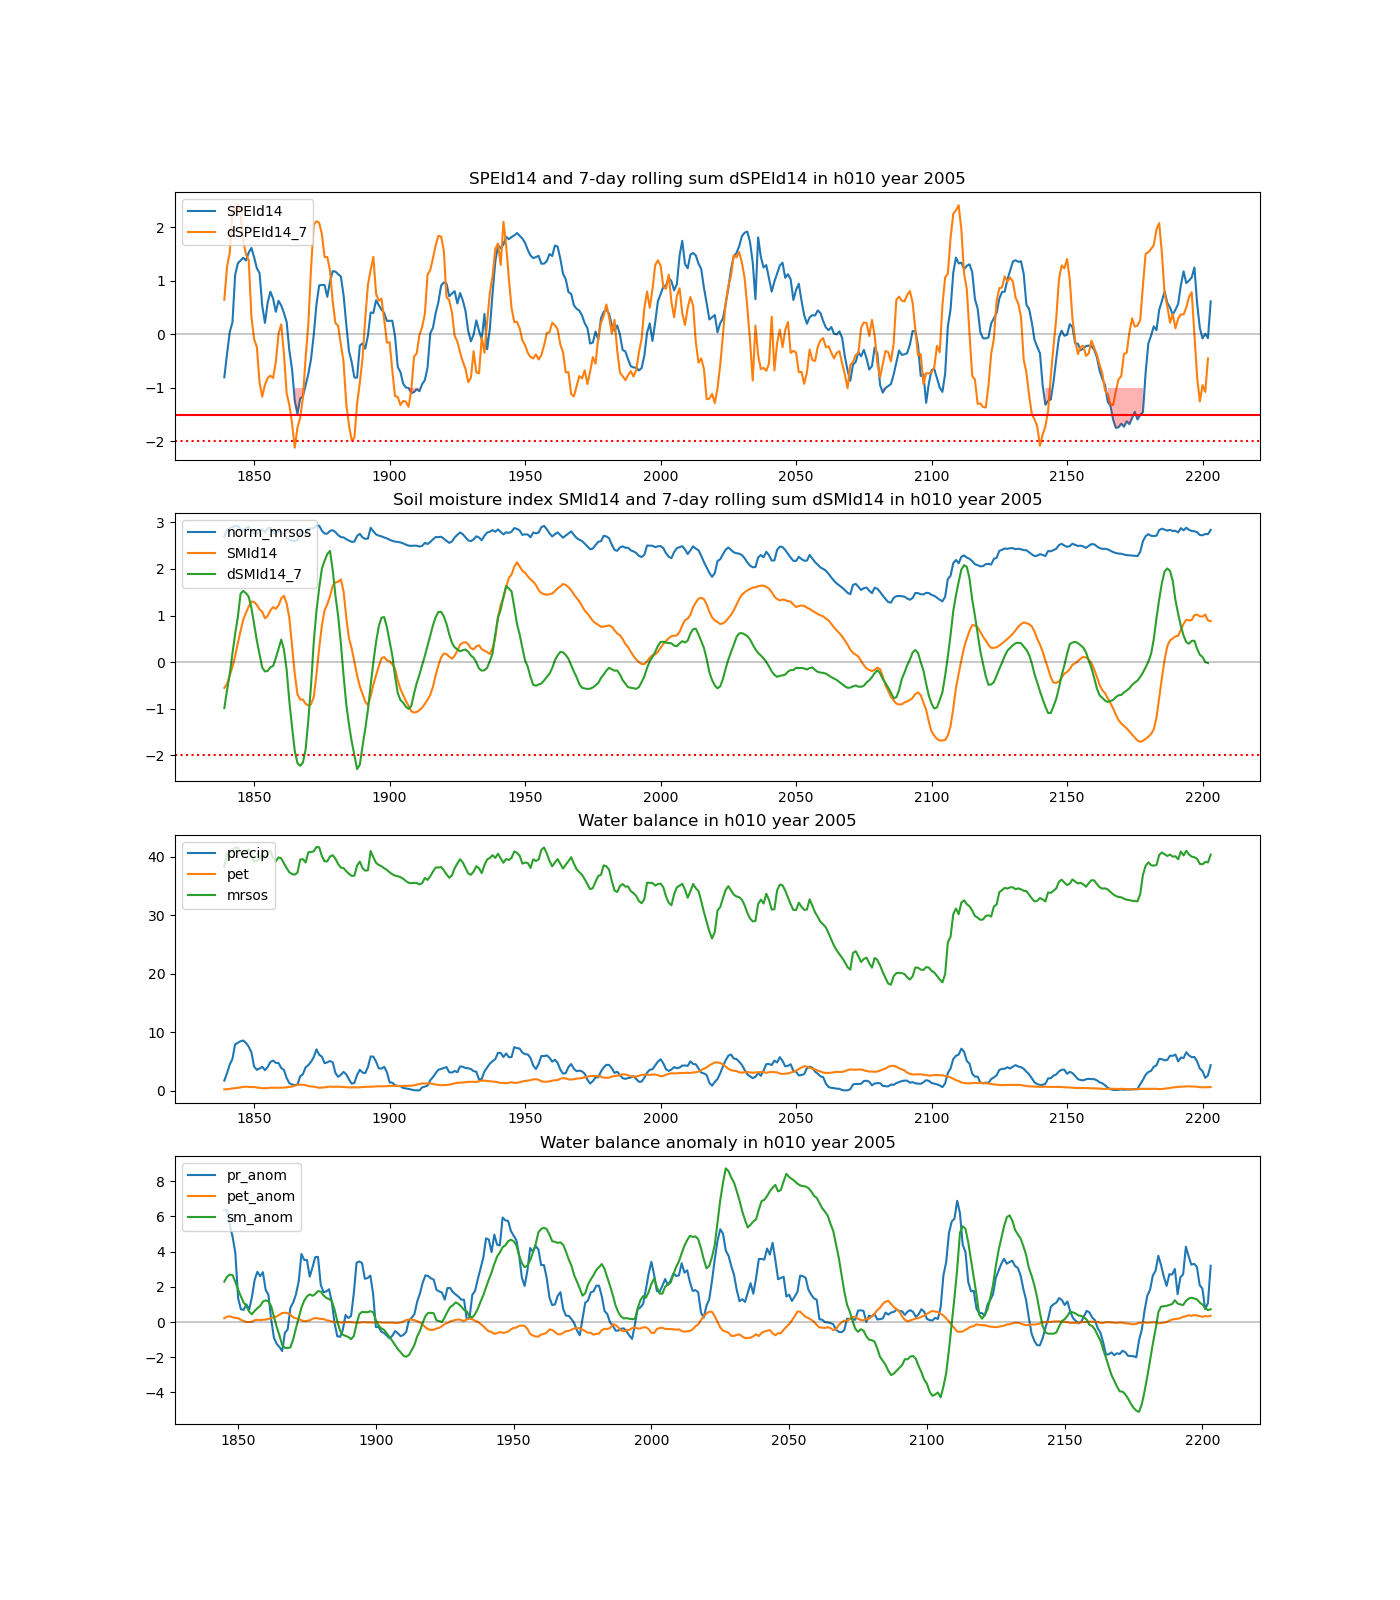 SPEId14 and 7-day rolling sum dSPEId14 in h010 year 2005
SPEId14
dSPEId14_7
2
1
0
−1
−2
1850 1900 1950 2000 2050 2100 2150 2200
Soil moisture index SMId14 and 7-day rolling sum dSMId14 in h010 year 2005
norm_mrsos
SMId14
dSMId14_7
3
2
1
0
−1
−2
1850 1900 1950 2000 2050 2100 2150 2200
Water balance in h010 year 2005
precip
pet
mrsos
40
30
20
10
0
1850 1900 1950 2000 2050 2100 2150 2200
Water balance anomaly in h010 year 2005
pr_anom
pet_anom
sm_anom
8
6
4
2
0
−2
−4
1850 1900 1950 2000 2050 2100 2150 2200